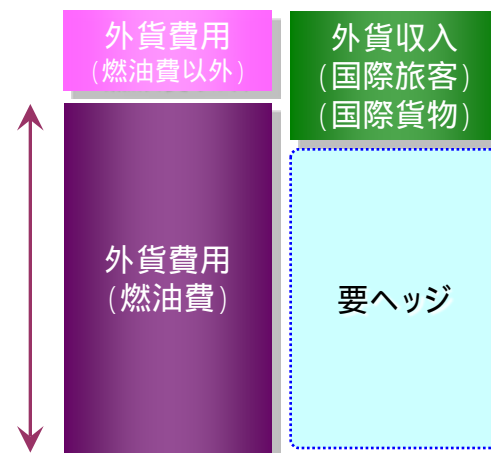 外貨費用
（燃油費以外）
外貨収入
（国際旅客）
（国際貨物）
外貨費用
（燃油費）
要ヘッジ